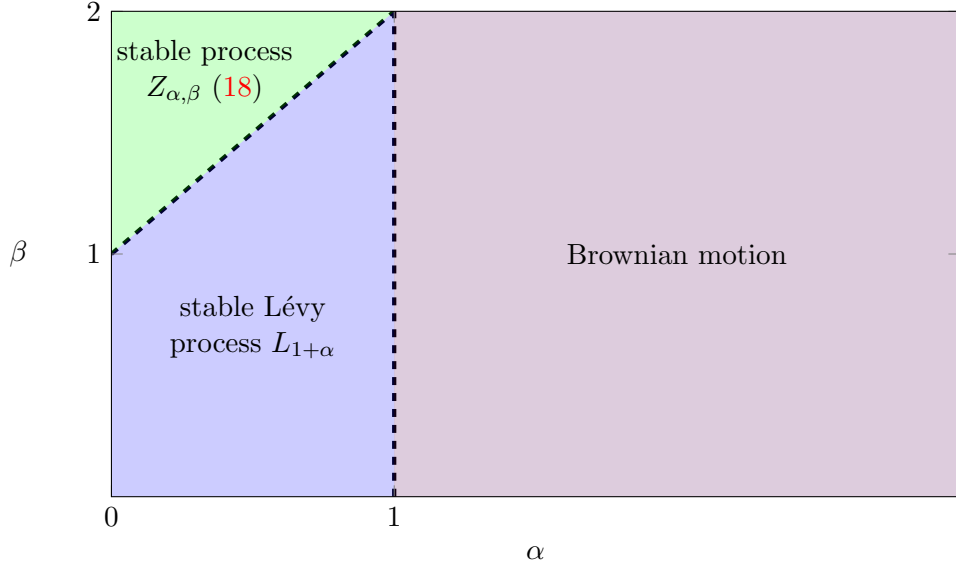 2
stable process
Z_{α,β} (18)
β
1
Brownian motion
stable Lévy
process L_{1+α}
0
1
α